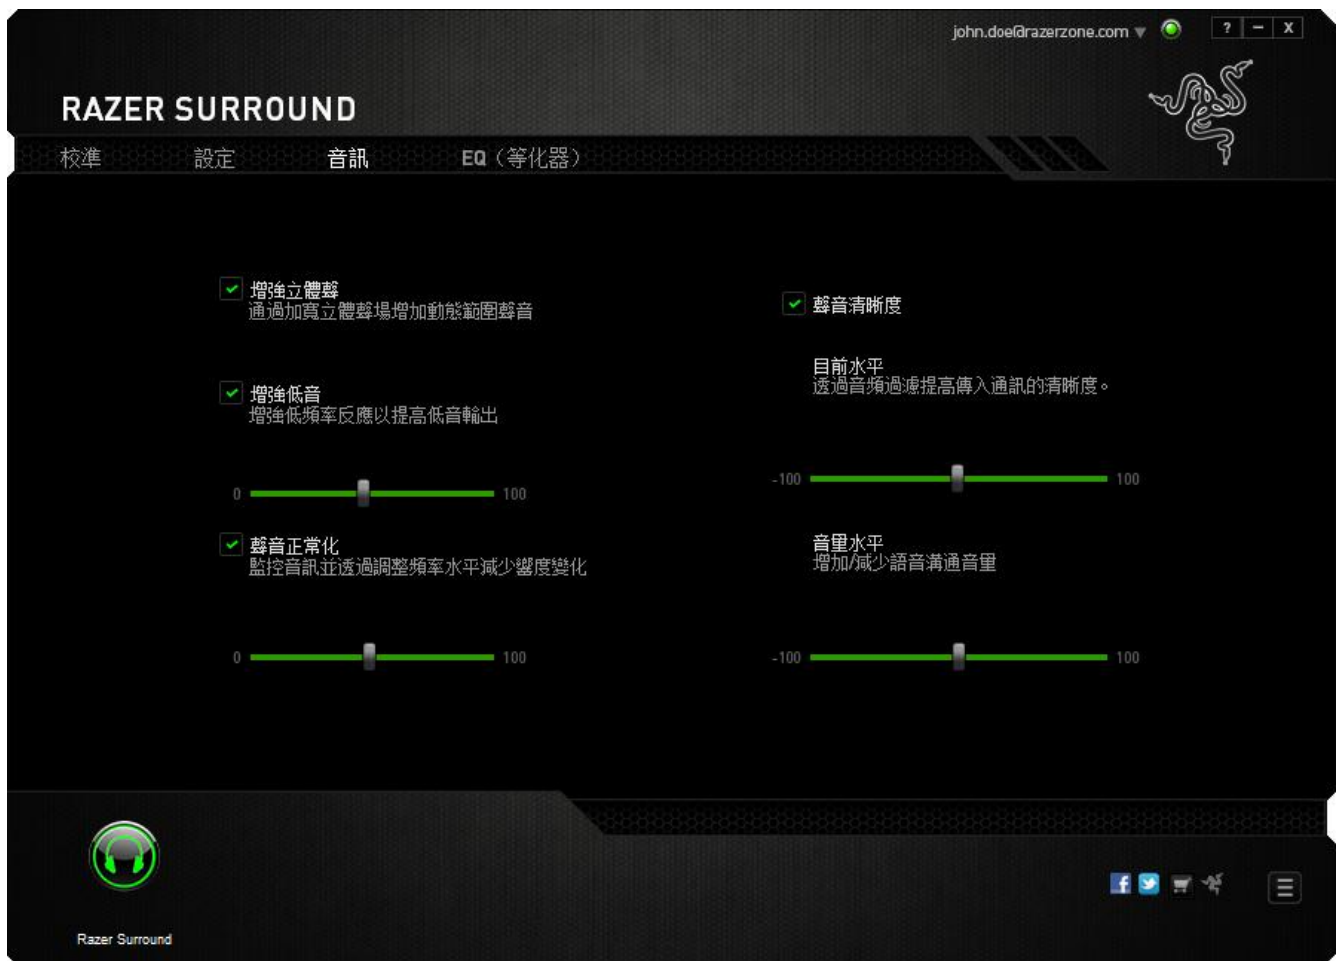 john.doe@razerzone.com
? – X
RAZER SURROUND
校準 設定 音訊 EQ（等化器）
增強立體聲
通過加寬立體聲場增加動態範圍聲音
聲音清晰度
目前水平
透過音頻過濾提高傳入通訊的清晰度。
增強低音
增強低頻率反應以提高低音輸出
-100 100
0 100
聲音正常化
監控音訊並透過調整頻率水平減少響度變化
音量水平
增加/減少語音溝通音量
0 100
-100 100
Razer Surround